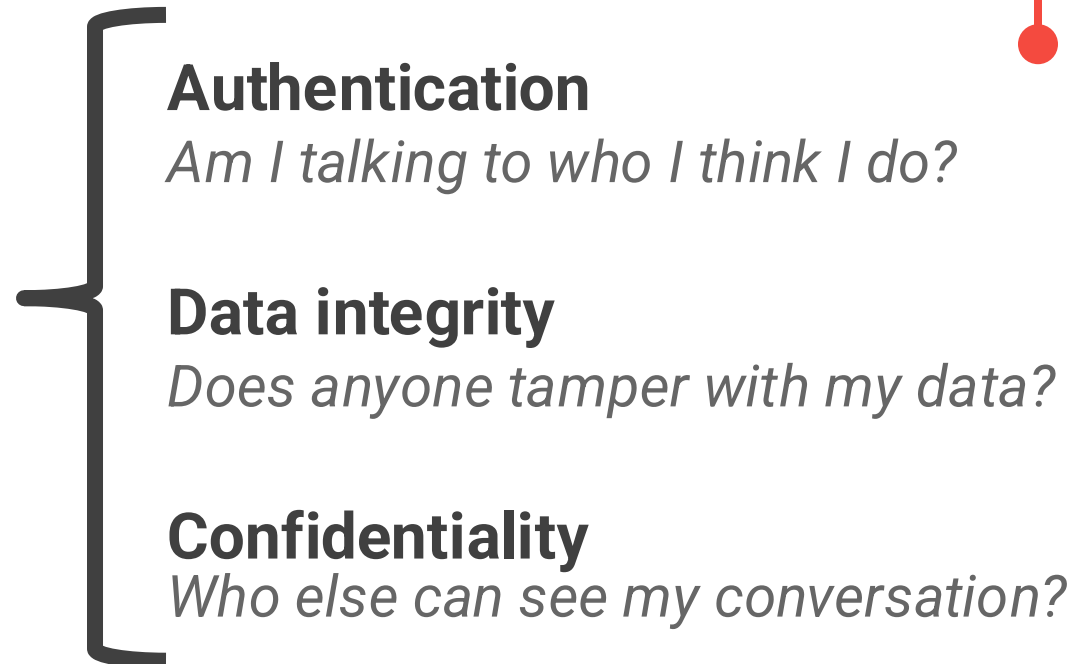 Authentication
Am I talking to who I think I do?
Data integrity
Does anyone tamper with my data?
Confidentiality
Who else can see my conversation?